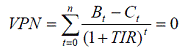 VPN = \sum_{t=0}^{n} \frac{B_t - C_t}{(1 + TIR)^t} = 0